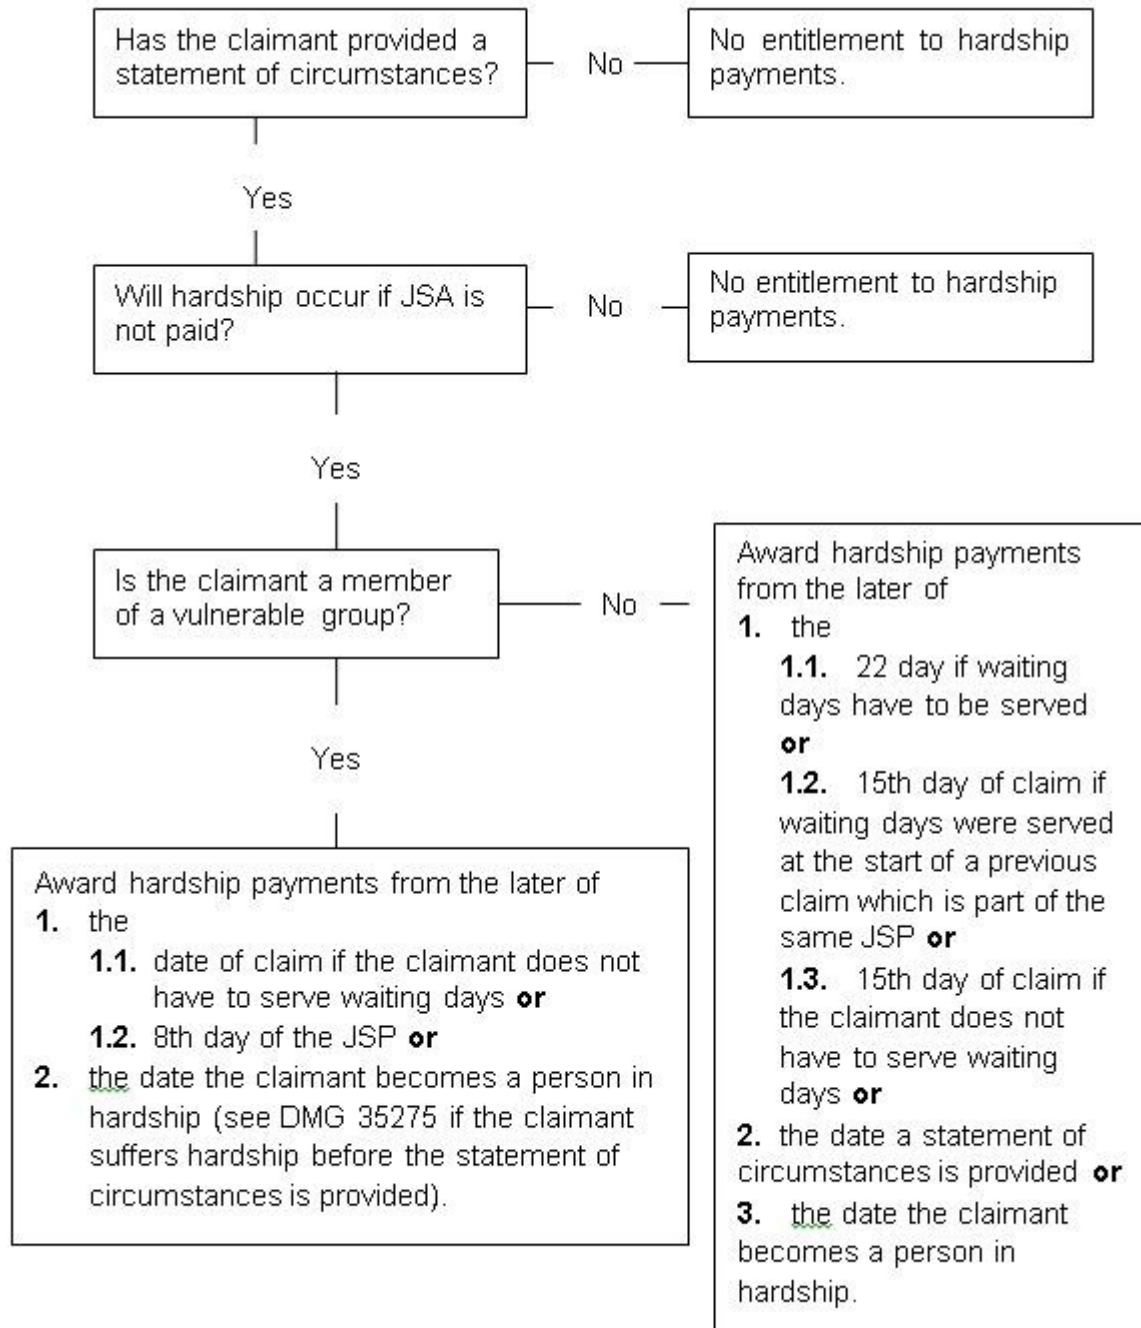 Has the claimant provided a
statement of circumstances?
No
No entitlement to hardship
payments.
Yes
Will hardship occur if JSA is
not paid?
No
No entitlement to hardship
payments.
Yes
Is the claimant a member
of a vulnerable group?
No
Award hardship payments
from the later of
1. the
1.1. 22 day if waiting
days have to be served
or
1.2. 15th day of claim if
waiting days were served
at the start of a previous
claim which is part of the
same JSP or
1.3. 15th day of claim if
the claimant does not
have to serve waiting
days or
2. the date a statement of
circumstances is provided or
3. the date the claimant
becomes a person in
hardship.
Yes
Award hardship payments from the later of
1. the
1.1. date of claim if the claimant does not
have to serve waiting days or
1.2. 8th day of the JSP or
2. the date the claimant becomes a person in
hardship (see DMG 35275 if the claimant
suffers hardship before the statement of
circumstances is provided).